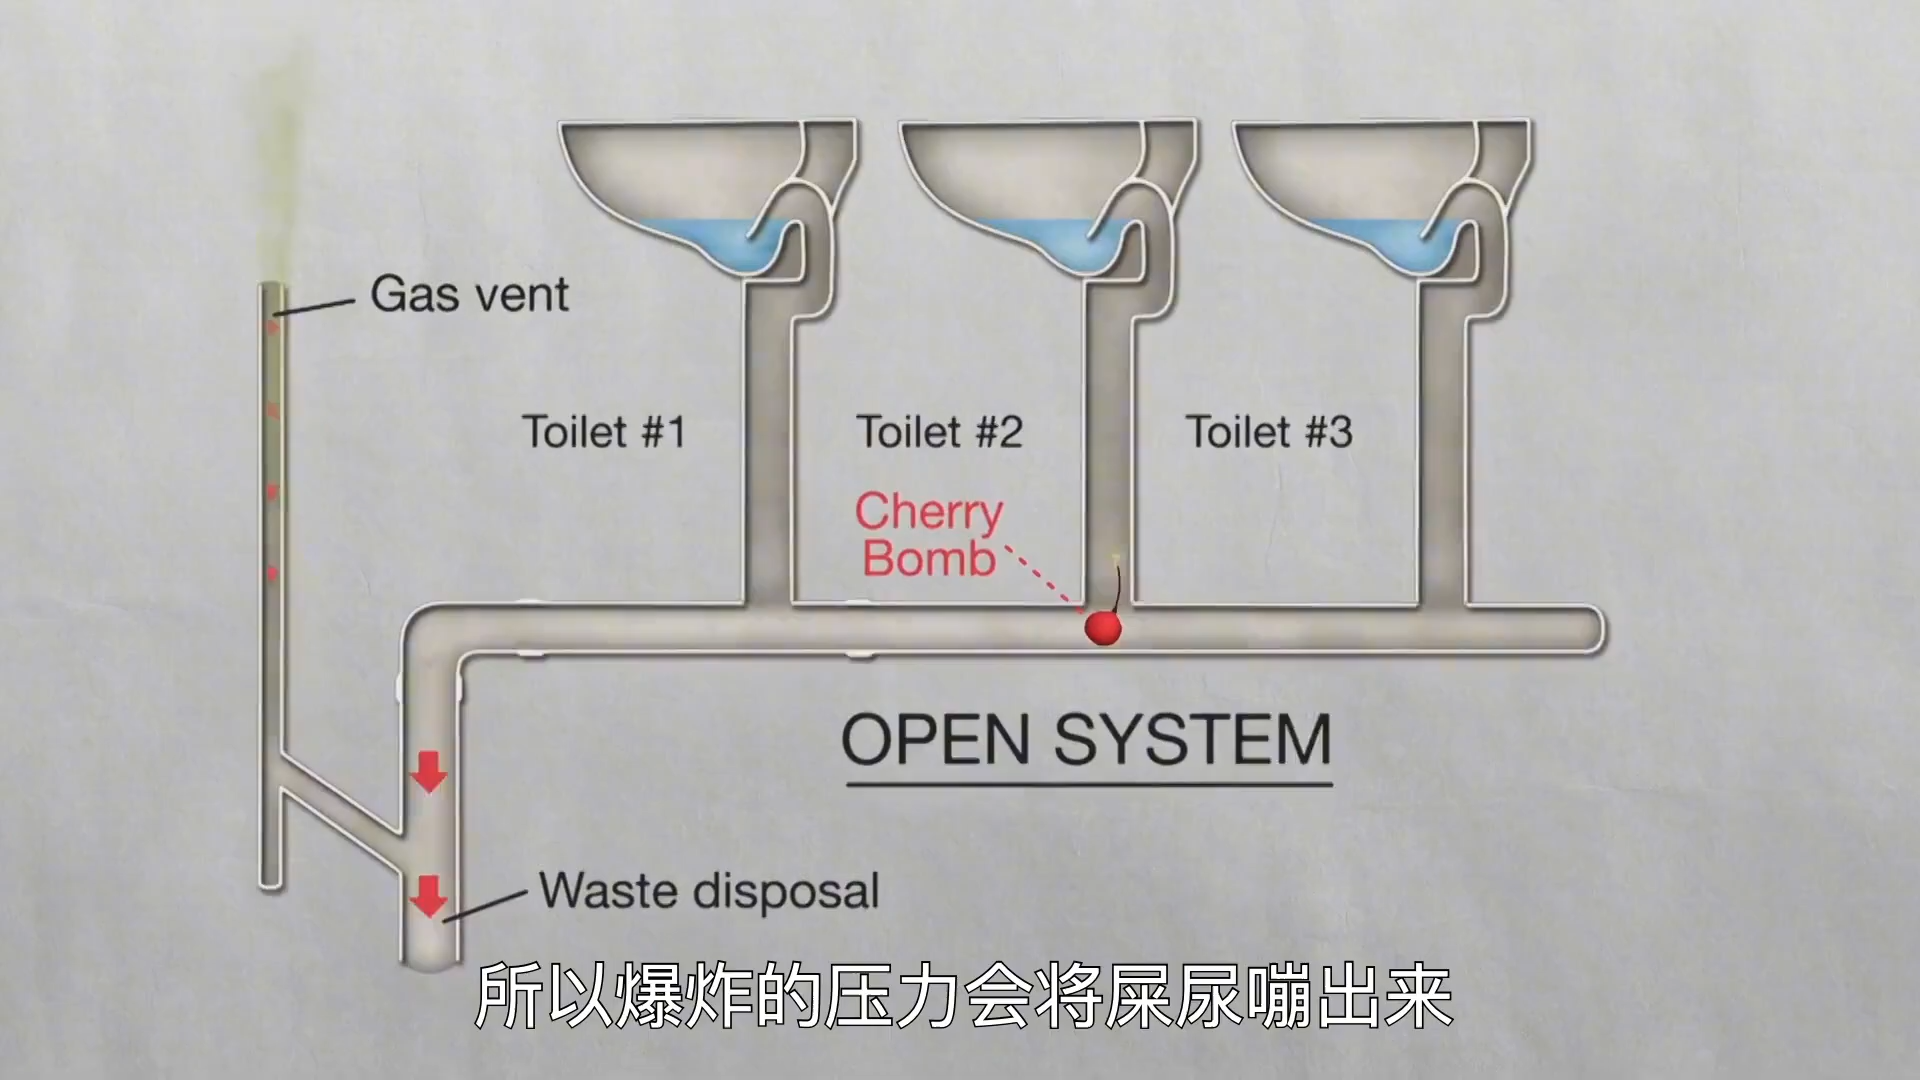 Gas vent
Toilet #1
Toilet #2
Toilet #3
Cherry
Bomb
OPEN SYSTEM
Waste disposal
所以爆炸的压力会将屎尿嘣出来